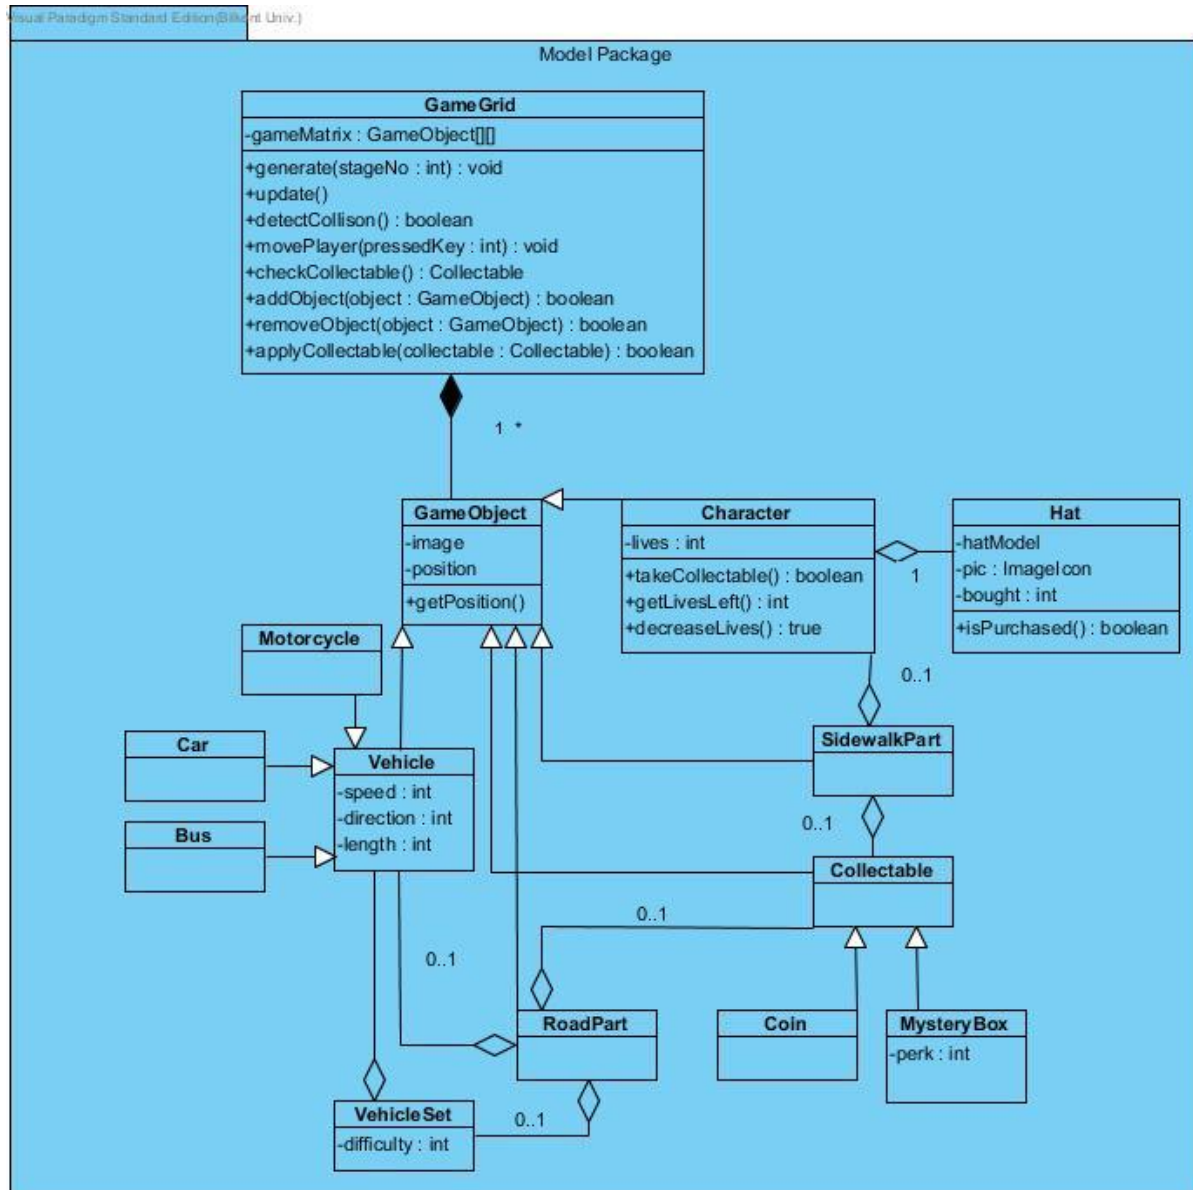 Visual Paradigm Standard Edition(Bilkent Univ.)
Model Package
GameGrid
-gameMatrix : GameObject[][]
+generate(stageNo : int) : void
+update()
+detectCollison() : boolean
+movePlayer(pressedKey : int) : void
+checkCollectable() : Collectable
+addObject(object : GameObject) : boolean
+removeObject(object : GameObject) : boolean
+applyCollectable(collectable : Collectable) : boolean
1 *
GameObject
-image
-position
+getPosition()
Character
-lives : int
+takeCollectable() : boolean
+getLivesLeft() : int
+decreaseLives() : true
1
Hat
-hatModel
-pic : ImageIcon
-bought : int
+isPurchased() : boolean
Motorcycle
0..1
Car
Vehicle
-speed : int
-direction : int
-length : int
SidewalkPart
Bus
0..1
Collectable
0..1
0..1
RoadPart
Coin
MysteryBox
-perk : int
VehicleSet
-difficulty : int
0..1